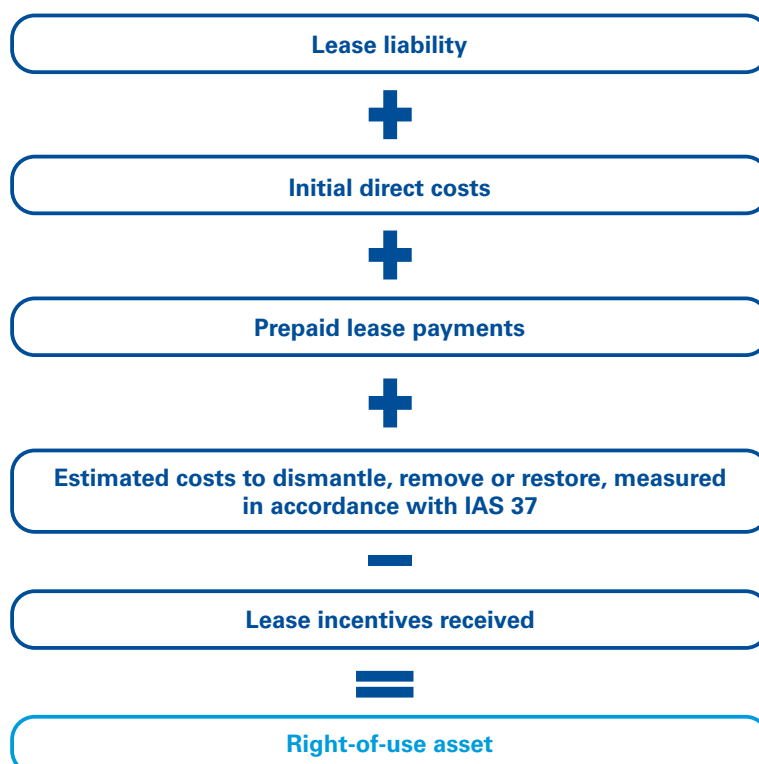 Lease liability
+
Initial direct costs
+
Prepaid lease payments
+
Estimated costs to dismantle, remove or restore, measured
in accordance with IAS 37
−
Lease incentives received
=
Right-of-use asset